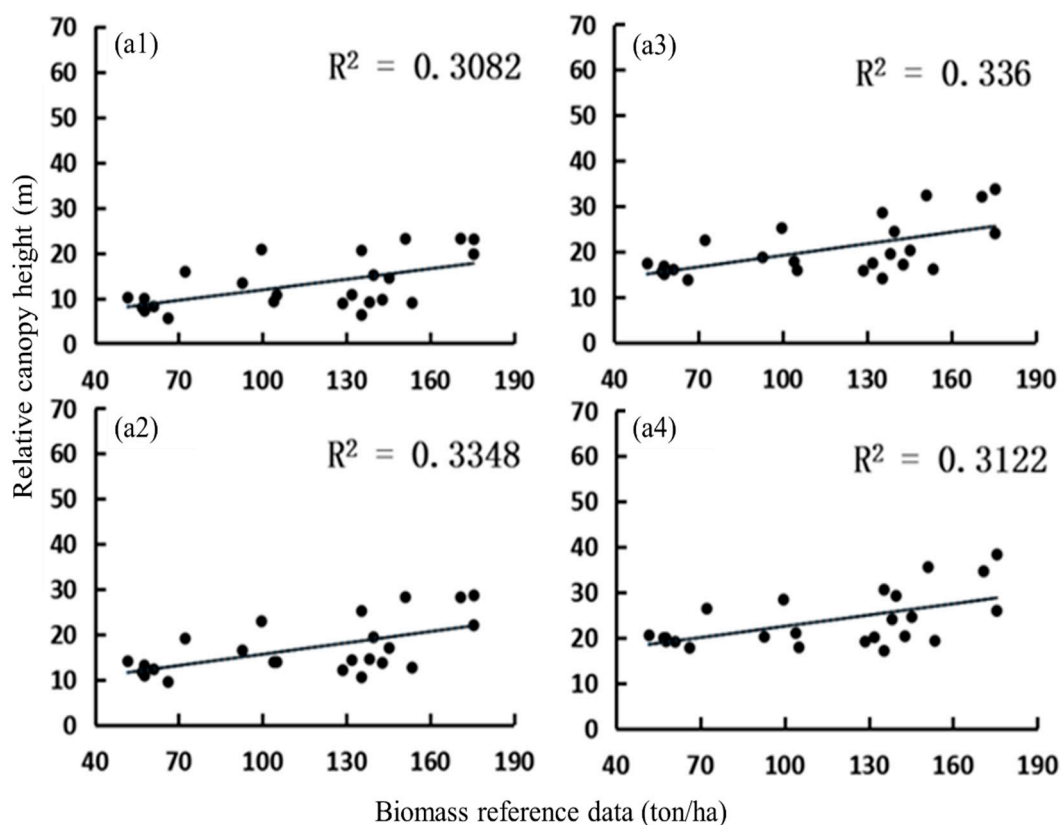 Relative canopy height (m)
(a1)
R² = 0.3082
70
60
50
40
30
20
10
0
40 70 100 130 160 190
(a3)
R² = 0.336
70
60
50
40
30
20
10
0
40 70 100 130 160 190
(a2)
R² = 0.3348
70
60
50
40
30
20
10
0
40 70 100 130 160 190
(a4)
R² = 0.3122
70
60
50
40
30
20
10
0
40 70 100 130 160 190
Biomass reference data (ton/ha)